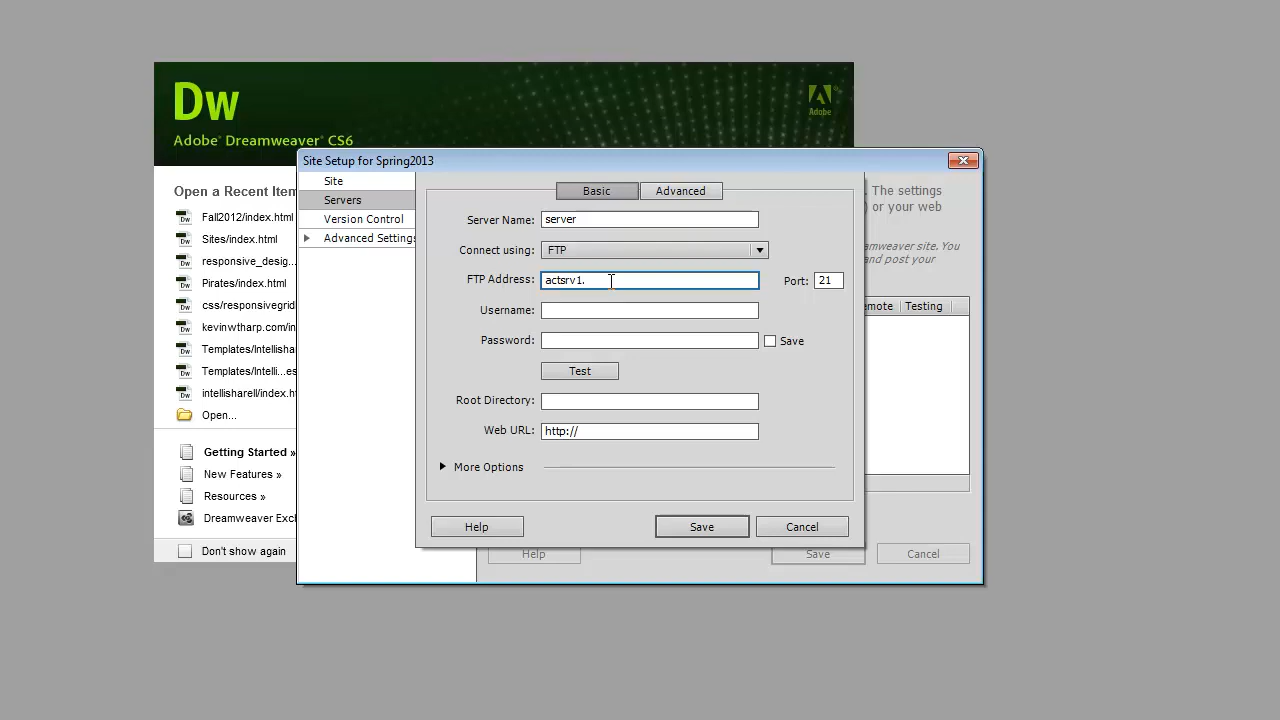 Dw
Adobe
Adobe® Dreamweaver® CS6
Site Setup for Spring2013
Open a Recent Item
Fall2012/index.html
Sites/index.html
responsive_desig...
Pirates/index.html
css/responsivegrid
kevinwtharp.com/in
Templates/Intellisha
Templates/Intelli...es
intellisharell/index.h
Open...
Getting Started »
New Features »
Resources »
Dreamweaver Excl
Don't show again
Site
Servers
Version Control
Advanced Settings
Basic
Advanced
Server Name: server
Connect using: FTP
FTP Address: actsrv1.
Port: 21
Username:
Password:
Save
Test
Root Directory:
Web URL: http://
More Options
Help
Save
Cancel
. The settings
) or your web
amweaver site. You
and post your
emote
Testing
Help
Save
Cancel